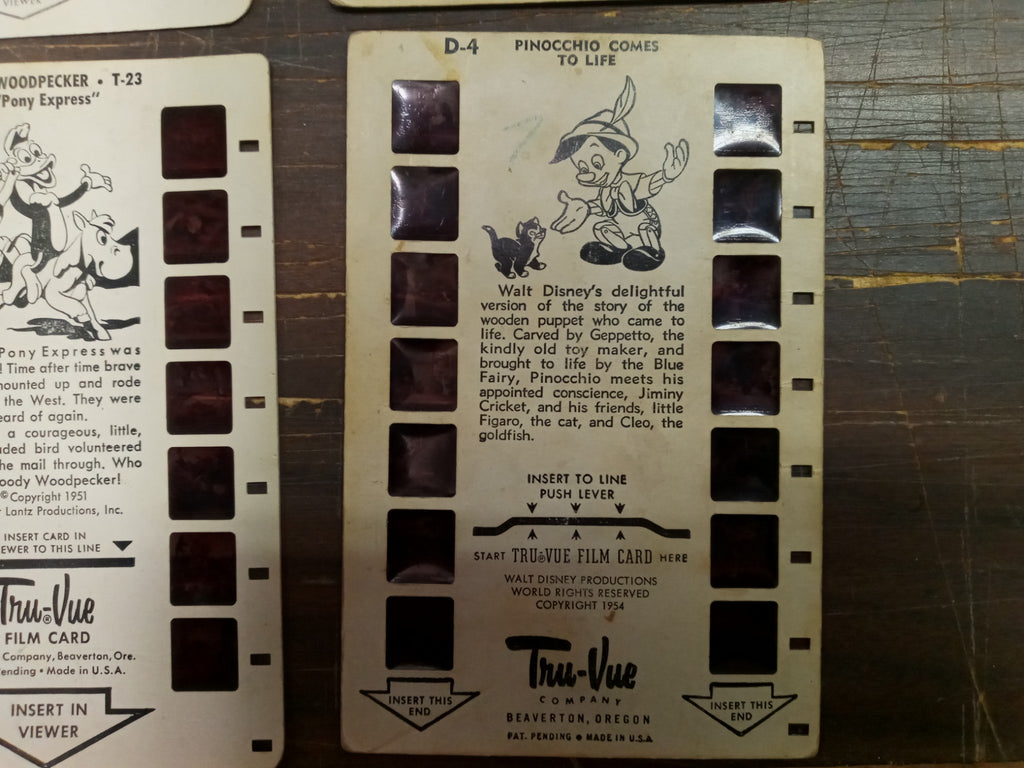 VIEWER
WOODPECKER • T-23
"Pony Express"
Pony Express was
! Time after time brave
mounted up and rode
the West. They were
heard of again.
a courageous, little,
he mail through. Who
oody Woodpecker!
© Copyright 1951
Lantz Productions, Inc.
INSERT CARD IN
EWER TO THIS LINE
Tru-Vue
®
FILM CARD
Company, Beaverton, Ore.
ending • Made in U.S.A.
INSERT IN
VIEWER
D-4 PINOCCHIO COMES
TO LIFE
Walt Disney's delightful
version of the story of the
wooden puppet who came to
life. Carved by Geppetto, the
kindly old toy maker, and
brought to life by the Blue
Fairy, Pinocchio meets his
appointed conscience, Jiminy
Cricket, and his friends, little
Figaro, the cat, and Cleo, the
goldfish.
INSERT TO LINE
PUSH LEVER
START TRU®VUE FILM CARD HERE
WALT DISNEY PRODUCTIONS
WORLD RIGHTS RESERVED
COPYRIGHT 1954
Tru-Vue
COMPANY
BEAVERTON, OREGON
PAT. PENDING ● MADE IN U.S.A
INSERT THIS
END
INSERT THIS
END